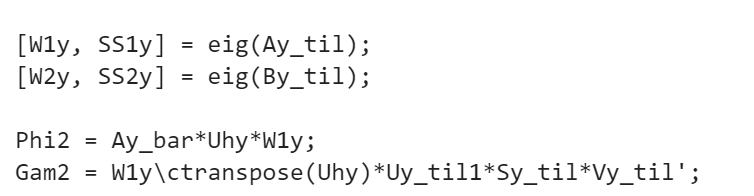 [W1y, SS1y] = eig(Ay_til);
[W2y, SS2y] = eig(By_til);
Phi2 = Ay_bar*Uhy*W1y;
Gam2 = W1y\ctranspose(Uhy)*Uy_til1*Sy_til*Vy_til';